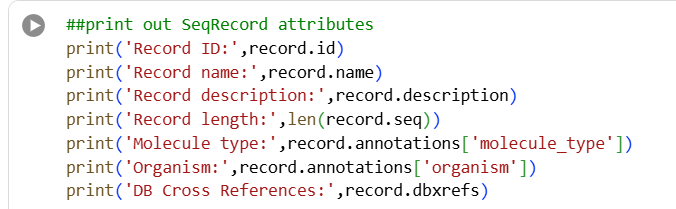 ##print out SeqRecord attributes
print('Record ID:',record.id)
print('Record name:',record.name)
print('Record description:',record.description)
print('Record length:',len(record.seq))
print('Molecule type:',record.annotations['molecule_type'])
print('Organism:',record.annotations['organism'])
print('DB Cross References:',record.dbxrefs)